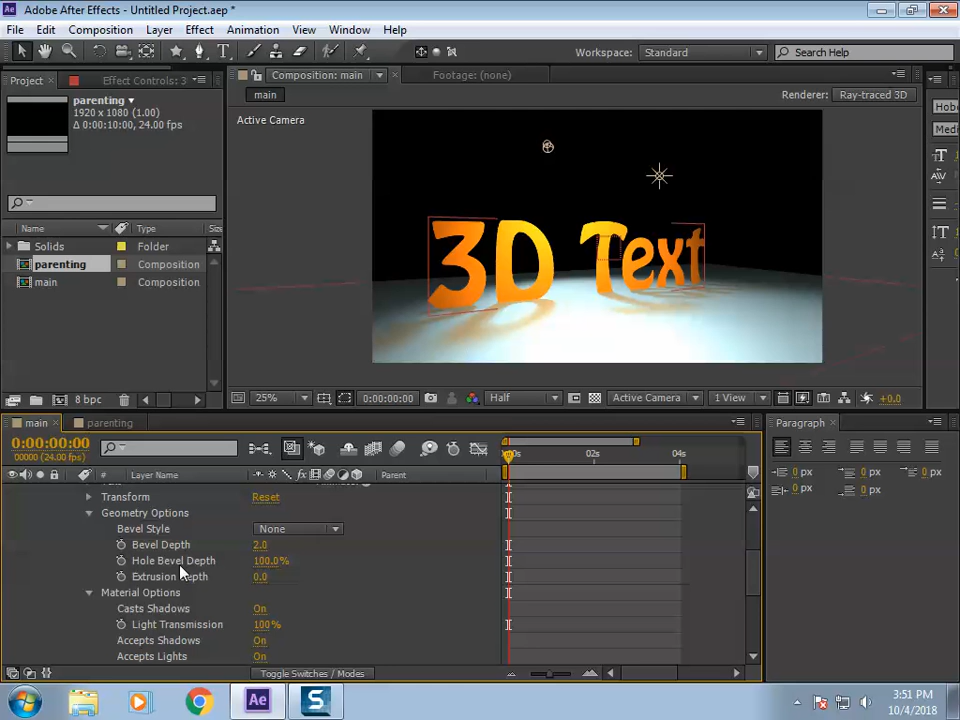 Adobe After Effects - Untitled Project.aep *
File Edit Composition Layer Effect Animation View Window Help
Workspace: Standard Search Help
Project Effect Controls: 3 Composition: main Footage: (none)
parenting
1920 x 1080 (1.00)
Δ 0:00:10:00, 24.00 fps
main
Renderer: Ray-traced 3D
Active Camera
3D Text
Hobo
Med
Name Type Size
Solids Folder
parenting Composition
main Composition
8 bpc
25% 0:00:00:00 Half Active Camera 1 View +0.0
main parenting
0:00:00:00
00000 (24.00 fps)
# Layer Name Parent
:00s 02s 04s
Transform Reset
Geometry Options
Bevel Style None
Bevel Depth 2.0
Hole Bevel Depth 100.0%
Extrusion Depth 0.0
Material Options
Casts Shadows On
Light Transmission 100%
Accepts Shadows On
Accepts Lights On
Toggle Switches / Modes
Paragraph
0 px 0 px 0 px
0 px 0 px
3:51 PM
10/4/2018